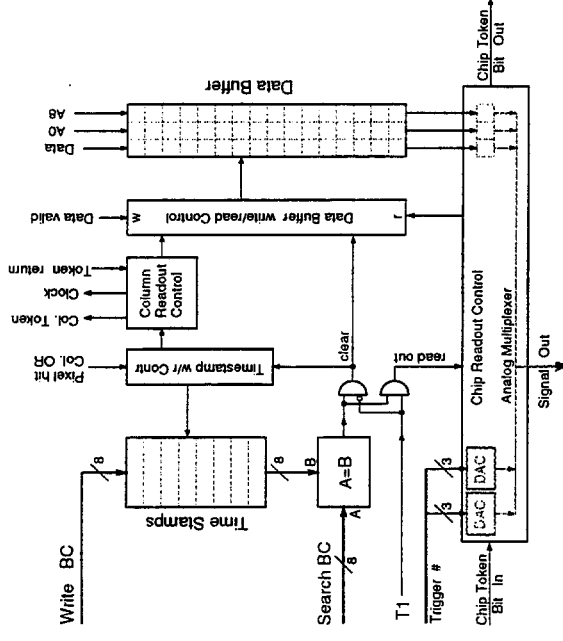 Data Buffer
A8
A0
Data
Data Buffer write/read Control
w
r
Data valid
Token return
Clock
Col. Token
Column
Readout
Control
Pixel hit
Col. OR
Timestamp w/r Contr
clear
read out
Write BC
8
Time Stamps
8
B
A=B
A
Search BC
8
T1
Trigger #
3
3
DAC
DAC
Chip Token
Bit In
Chip Readout Control
Analog Multiplexer
Signal Out
Chip Token
Bit Out